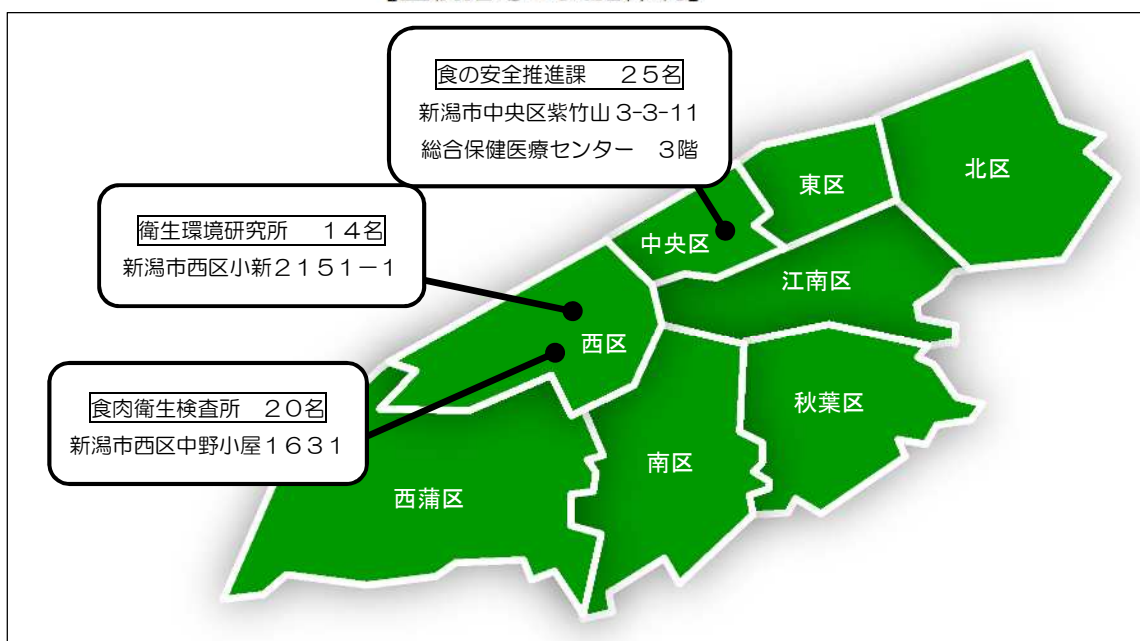 食の安全推進課　２５名
新潟市中央区紫竹山 3-3-11
総合保健医療センター　３階
衛生環境研究所　１４名
新潟市西区小新２１５１－１
食肉衛生検査所　２０名
新潟市西区中野小屋１６３１
北区
東区
中央区
江南区
西区
秋葉区
南区
西蒲区